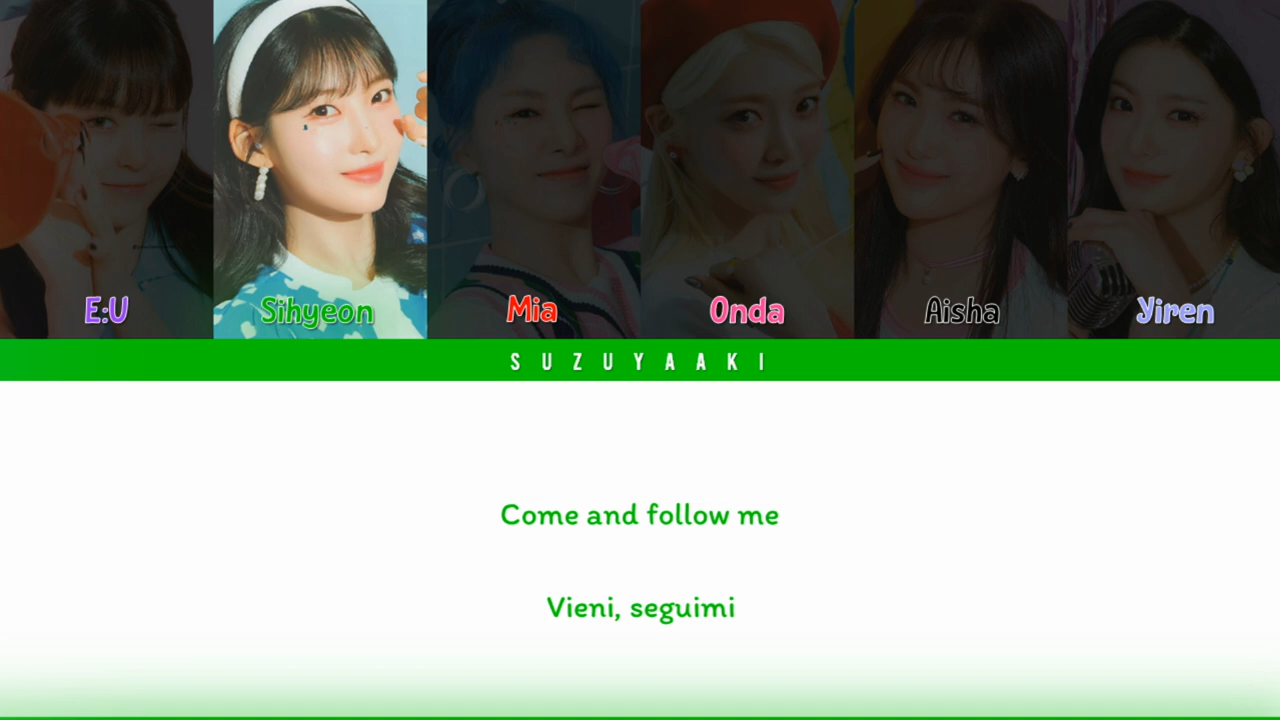 E:U Sihyeon Mia Onda Aisha Yiren
SUZUYAAKI
Come and follow me
Vieni, seguimi